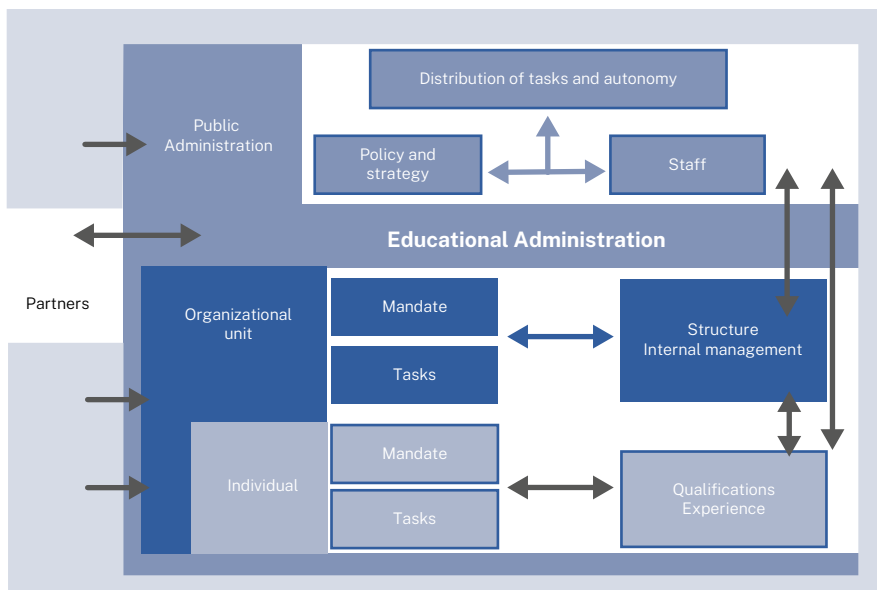 Distribution of tasks and autonomy
Public
Administration
Policy and
strategy
Staff
Educational Administration
Partners
Organizational
unit
Mandate
Structure
Internal management
Tasks
Individual
Mandate
Qualifications
Experience
Tasks